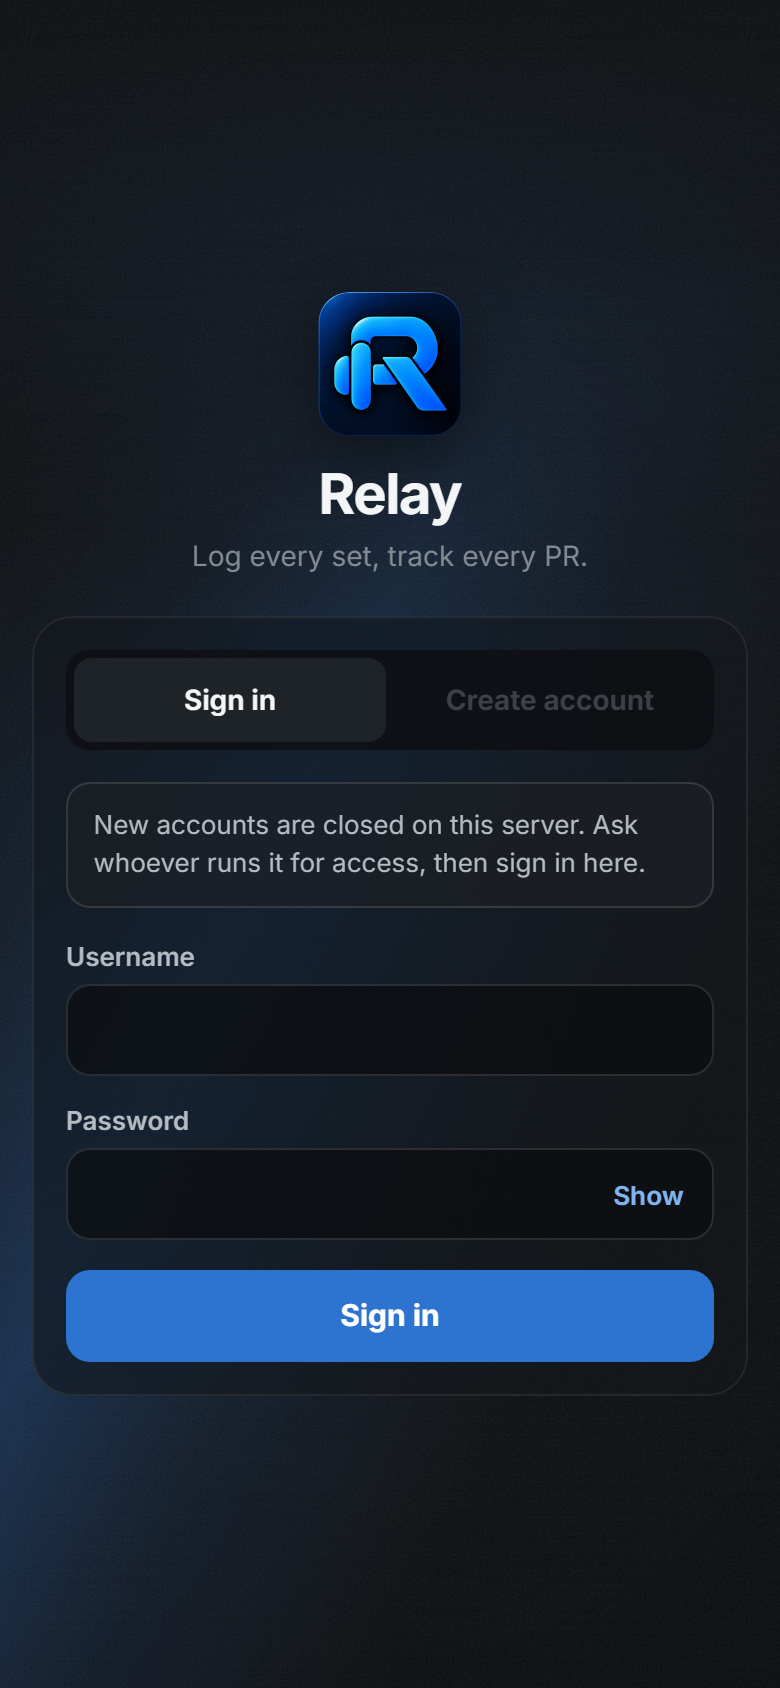 Relay
Log every set, track every PR.
Sign in
Create account
New accounts are closed on this server. Ask
whoever runs it for access, then sign in here.
Username
Password
Show
Sign in